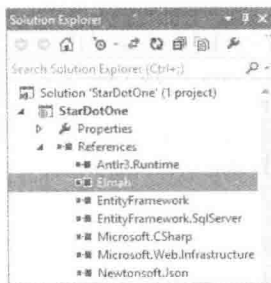 Solution Explorer
Search Solution Explorer (Ctrl+;)
Solution 'StarDotOne' (1 project)
StarDotOne
Properties
References
Antlr3.Runtime
Elmah
EntityFramework
EntityFramework.SqlServer
Microsoft.CSharp
Microsoft.Web.Infrastructure
Newtonsoft.Json